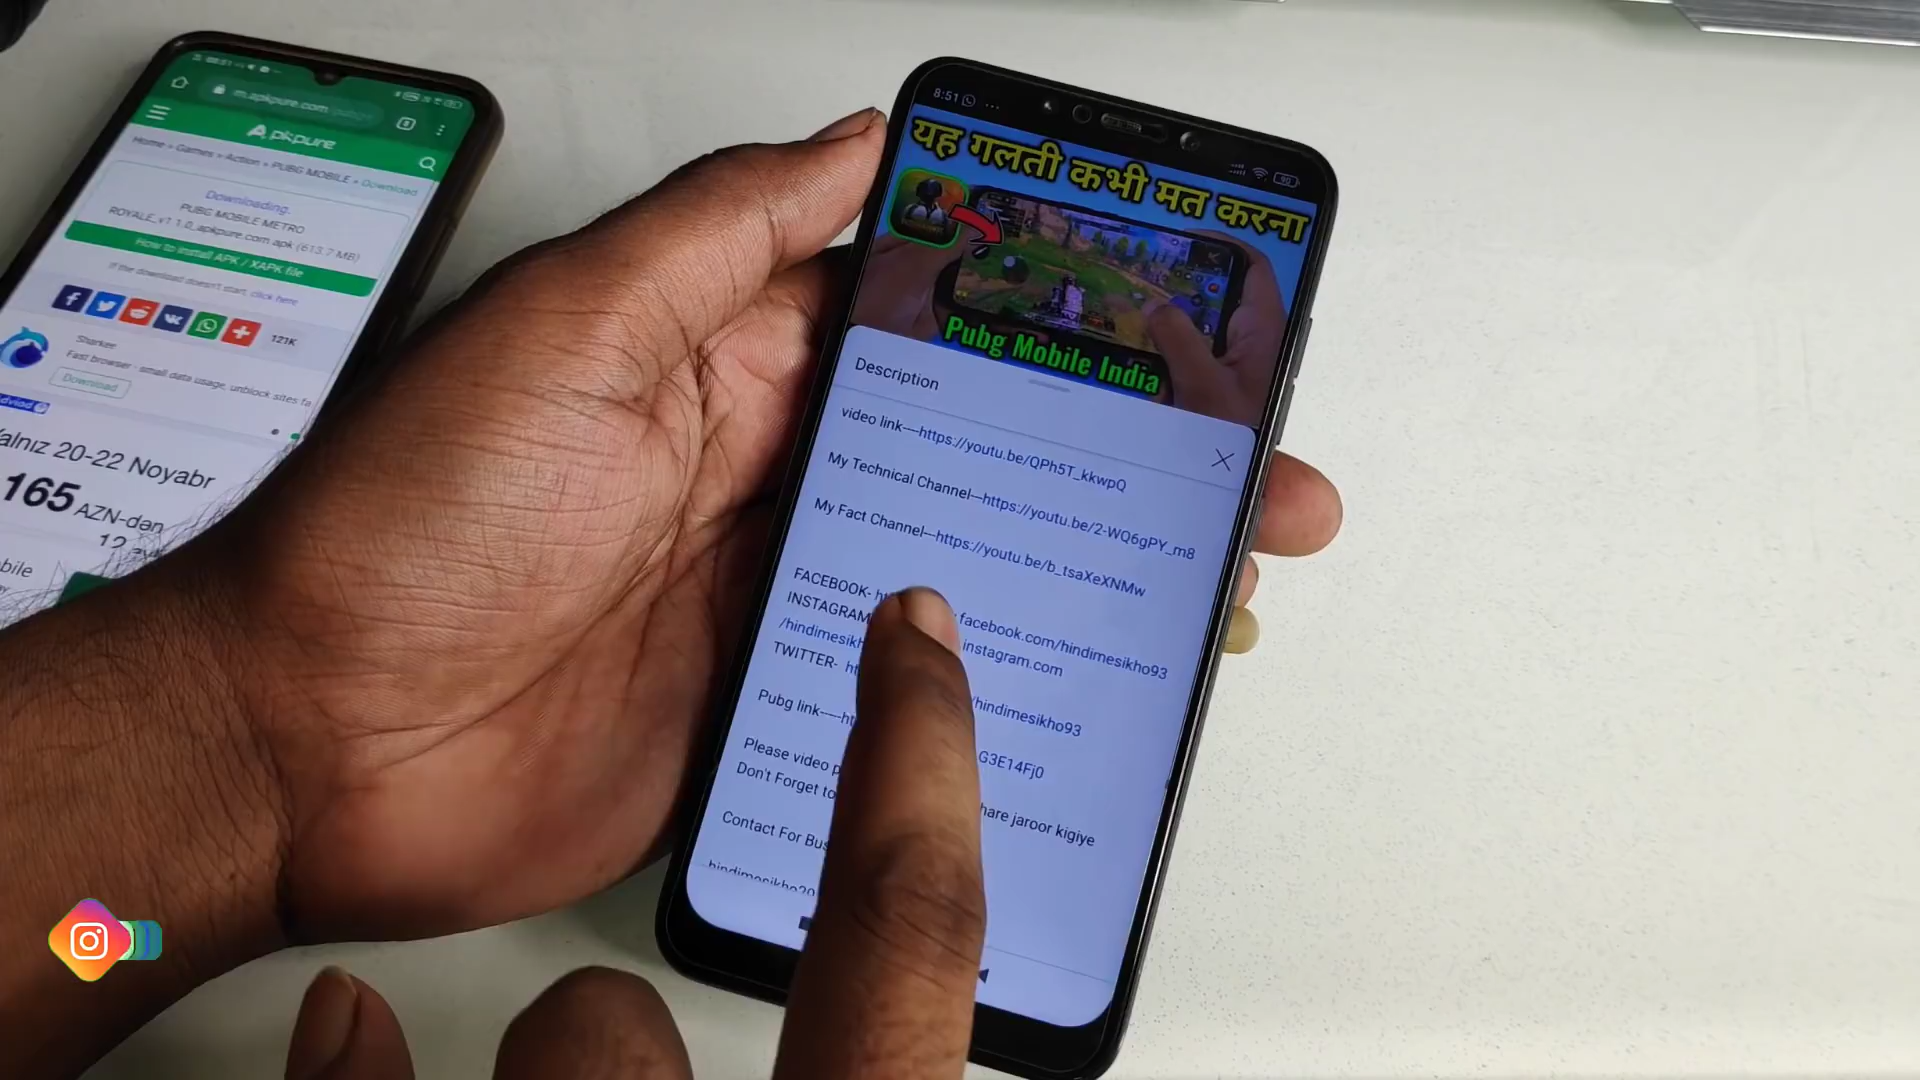 m.apkpure.com
8
Apkpure
Home » Games » Action » PUBG MOBILE » Download
Downloading.
PUBG MOBILE METRO
ROYALE_v1.1.0_apkpure.com.apk (613.7 MB)
How to install APK / XAPK file
If the download doesn't start, click here
121K
Sharkee
Fast browser - small data usage, unblock sites fa
Download
alnız 20-22 Noyabr
165 AZN-dən
8:51
90
यह गलती कभी मत करना
Pubg Mobile India
Description
video link----https://youtu.be/QPh5T_kkwpQ
My Technical Channel---https://youtu.be/2-WQ6gPY_m8
My Fact Channel---https://youtu.be/b_tsaXeXNMw
FACEBOOK- facebook.com/hindimesikho93
INSTAGRAM instagram.com
/hindimesikh
TWITTER- /hindimesikho93
Pubg link----- G3E14Fj0
Please video
Don't Forget to hare jaroor kigiye
Contact For Bus
hindimesikho20